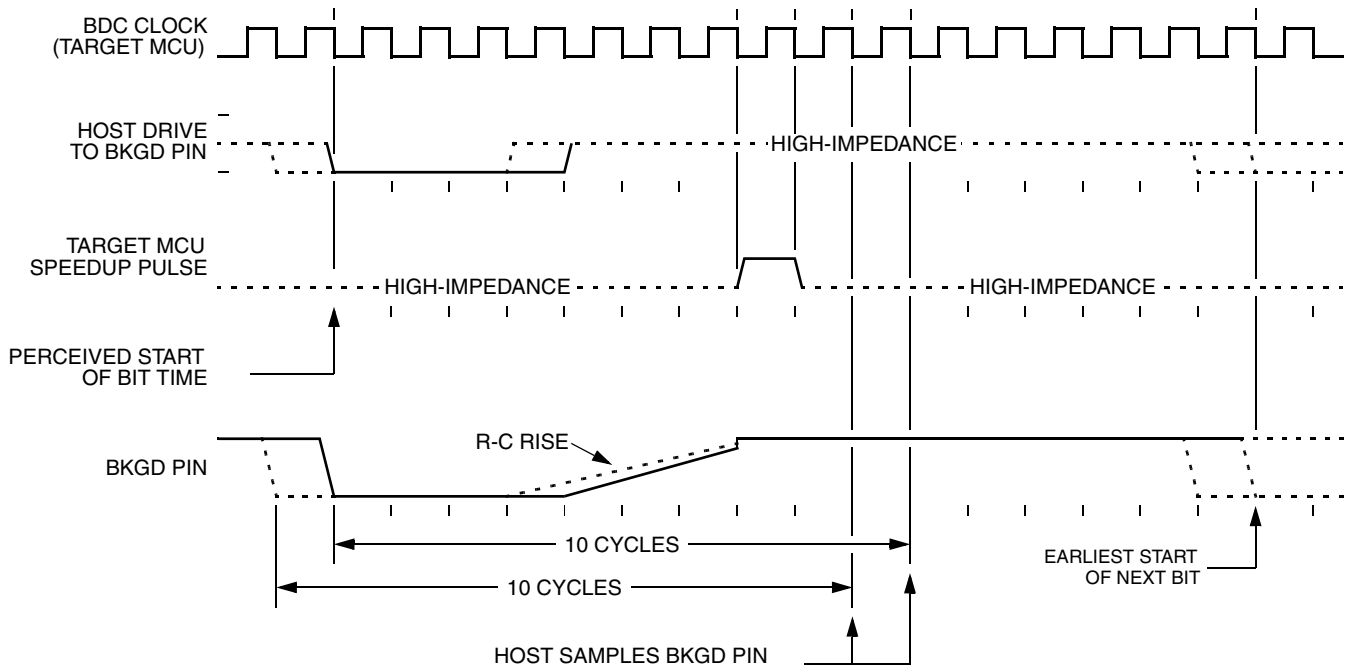 BDC CLOCK
(TARGET MCU)
HOST DRIVE
TO BKGD PIN
HIGH-IMPEDANCE
TARGET MCU
SPEEDUP PULSE
HIGH-IMPEDANCE
HIGH-IMPEDANCE
PERCEIVED START
OF BIT TIME
R-C RISE
BKGD PIN
10 CYCLES
EARLIEST START
OF NEXT BIT
10 CYCLES
HOST SAMPLES BKGD PIN